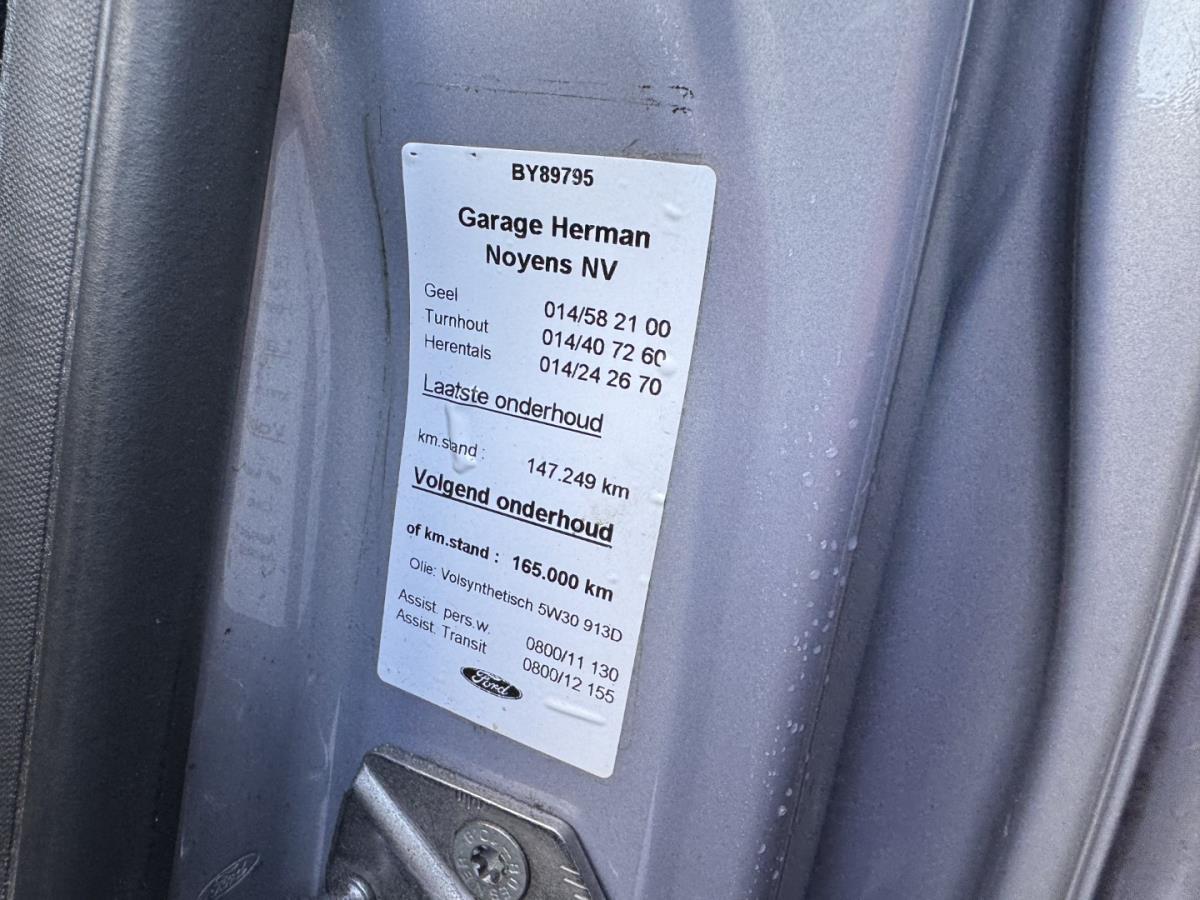 BY89795
Garage Herman
Noyens NV
Geel 014/58 21 00
Turnhout 014/40 72 60
Herentals 014/24 26 70
Laatste onderhoud
km.stand : 147.249 km
Volgend onderhoud
of km.stand : 165.000 km
Olie: Volsynthetisch 5W30 913D
Assist. pers.w. 0800/11 130
Assist. Transit 0800/12 155
Ford
Ford